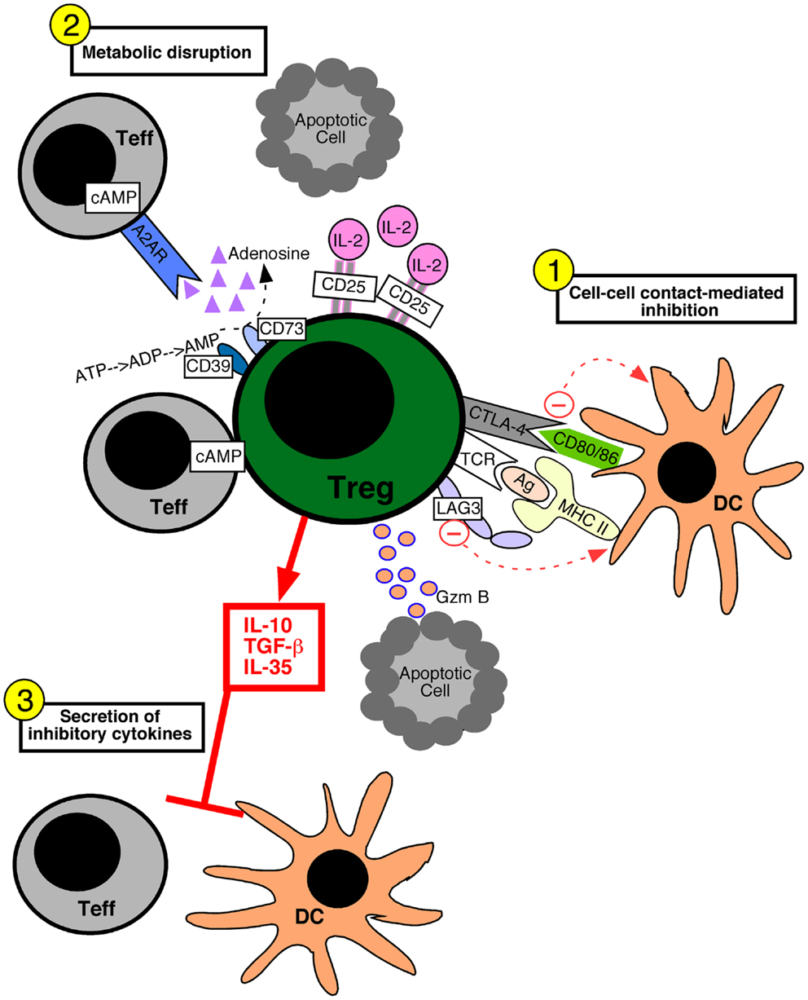 2
Metabolic disruption
Teff
cAMP
A2AR
Apoptotic
Cell
Adenosine
IL-2
IL-2
IL-2
CD25
CD25
CD73
ATP-->ADP-->AMP
CD39
1
Cell-cell contact-mediated
inhibition
CTLA-4
CD80/86
TCR
Ag
MHC II
LAG3
DC
cAMP
Teff
Treg
Gzm B
Apoptotic
Cell
IL-10
TGF-β
IL-35
3
Secretion of
inhibitory cytokines
Teff
DC